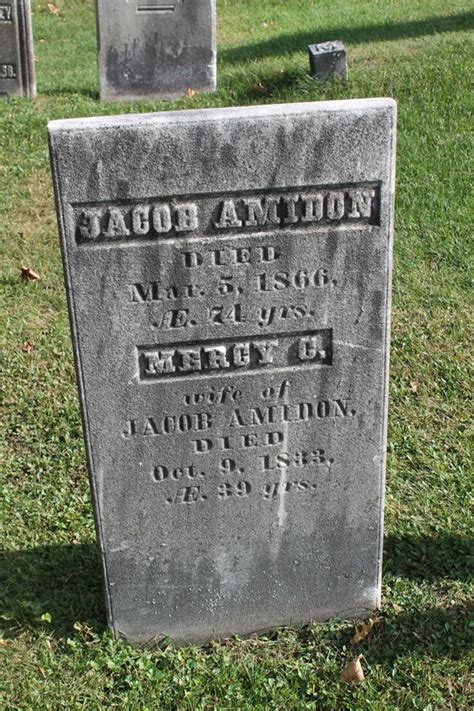 JACOB AMIDON
DIED
Mar. 5, 1866,
Æ. 74 yrs.
MERCY C.
wife of
JACOB AMIDON,
DIED
Oct. 9, 1833,
Æ 39 yrs.